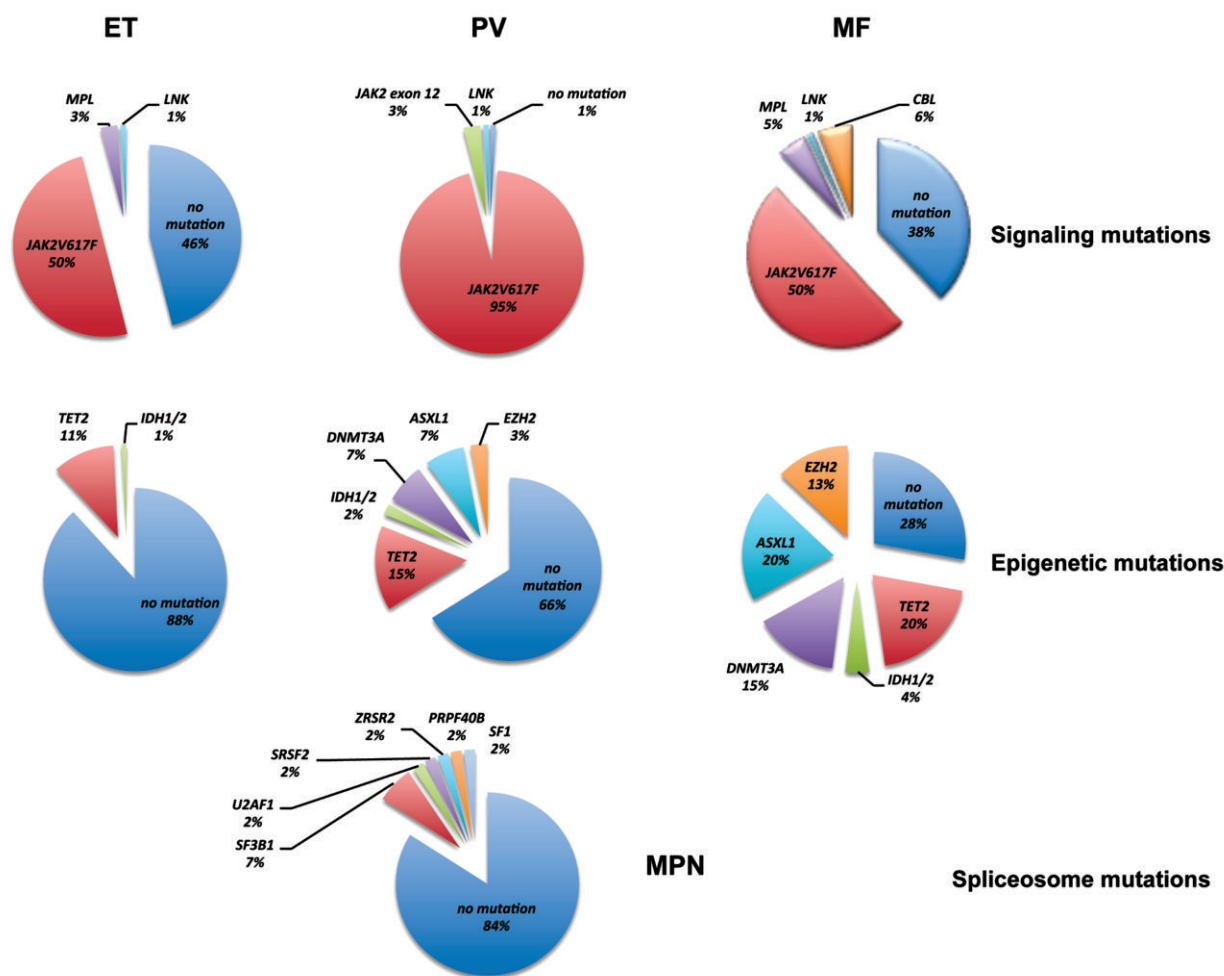 ET
PV
MF
MPL
3%
LNK
1%
no
mutation
46%
JAK2V617F
50%
JAK2 exon 12
3%
LNK
1%
no mutation
1%
JAK2V617F
95%
MPL
5%
LNK
1%
CBL
6%
no
mutation
38%
JAK2V617F
50%
Signaling mutations
TET2
11%
IDH1/2
1%
no mutation
88%
ASXL1
7%
EZH2
3%
DNMT3A
7%
IDH1/2
2%
TET2
15%
no
mutation
66%
EZH2
13%
no
mutation
28%
ASXL1
20%
TET2
20%
DNMT3A
15%
IDH1/2
4%
Epigenetic mutations
ZRSR2
2%
PRPF40B
2%
SF1
2%
SRSF2
2%
U2AF1
2%
SF3B1
7%
no mutation
84%
MPN
Spliceosome mutations